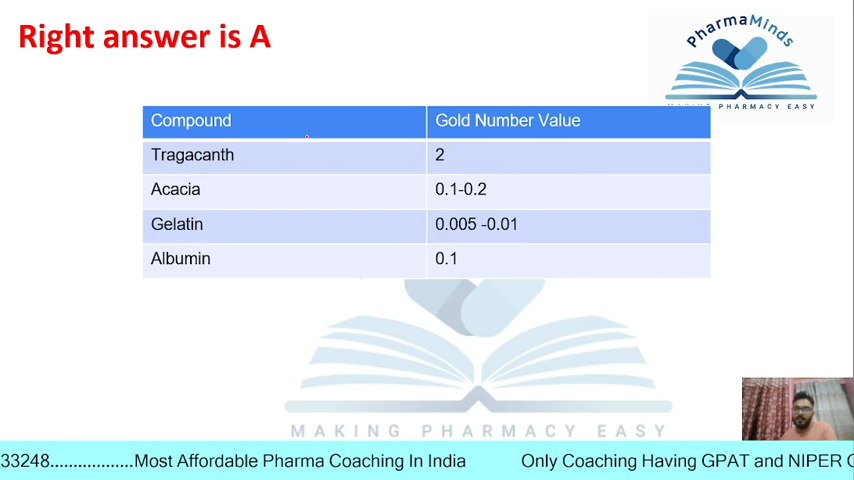 Right answer is A
PharmaMinds
MAKING PHARMACY EASY
Compound Gold Number Value
Tragacanth 2
Acacia 0.1-0.2
Gelatin 0.005 -0.01
Albumin 0.1
MAKING PHARMACY EASY
33248..................Most Affordable Pharma Coaching In India Only Coaching Having GPAT and NIPER